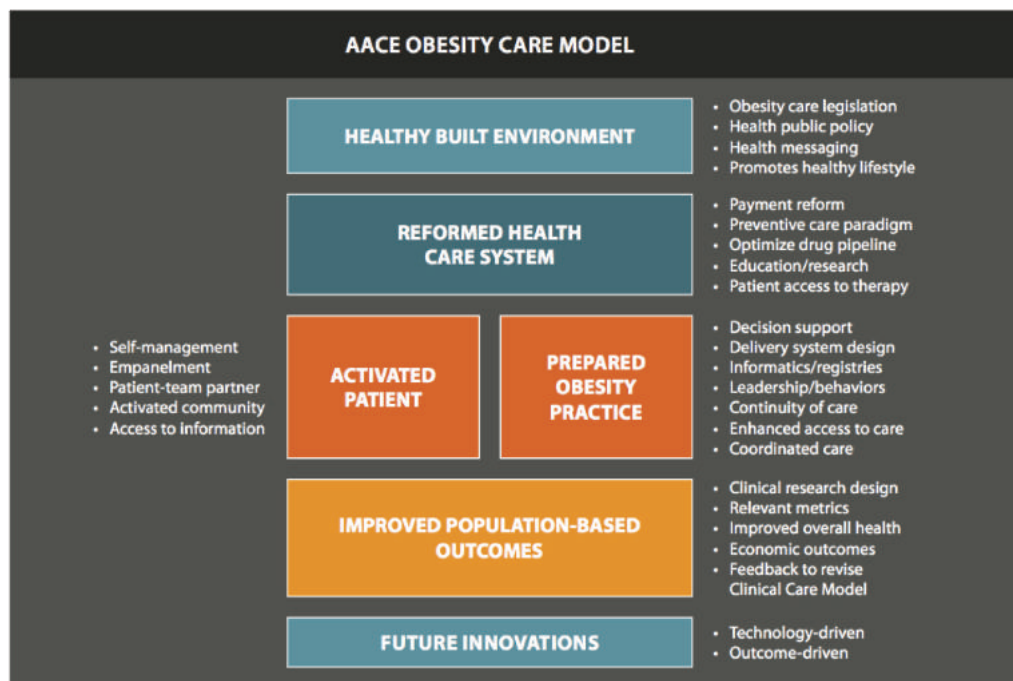 AACE OBESITY CARE MODEL
HEALTHY BUILT ENVIRONMENT
• Obesity care legislation
• Health public policy
• Health messaging
• Promotes healthy lifestyle
REFORMED HEALTH
CARE SYSTEM
• Payment reform
• Preventive care paradigm
• Optimize drug pipeline
• Education/research
• Patient access to therapy
• Self-management
• Empanelment
• Patient-team partner
• Activated community
• Access to information
ACTIVATED
PATIENT
PREPARED
OBESITY
PRACTICE
• Decision support
• Delivery system design
• Informatics/registries
• Leadership/behaviors
• Continuity of care
• Enhanced access to care
• Coordinated care
IMPROVED POPULATION-BASED
OUTCOMES
• Clinical research design
• Relevant metrics
• Improved overall health
• Economic outcomes
• Feedback to revise
Clinical Care Model
FUTURE INNOVATIONS
• Technology-driven
• Outcome-driven